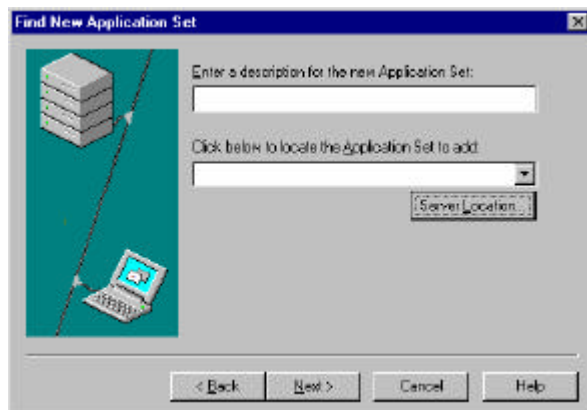 Find New Application Set
Enter a description for the new Application Set:
Click below to locate the Application Set to add:
Server Location...
< Back
Next >
Cancel
Help